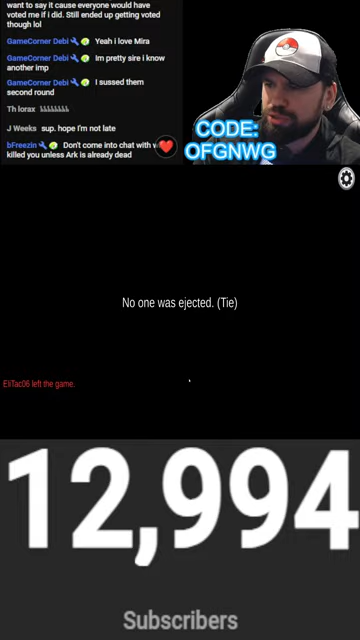 want to say it cause everyone would have
voted me if i did. Still ended up getting voted
though lol
GameCorner Debi Yeah i love Mira
GameCorner Debi Im pretty sire i know
another imp
GameCorner Debi I sussed them
second round
Th lorax
J Weeks sup. hope I'm not late
bFreezin Don't come into chat with
killed you unless Ark is already dead
CODE:
OFGNWG
No one was ejected. (Tie)
EliTac06 left the game.
12,994
Subscribers